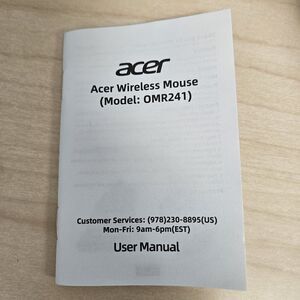 acer
Acer Wireless Mouse
(Model: OMR241)
Customer Services: (978)230-8895(US)
Mon-Fri: 9am-6pm(EST)
User Manual